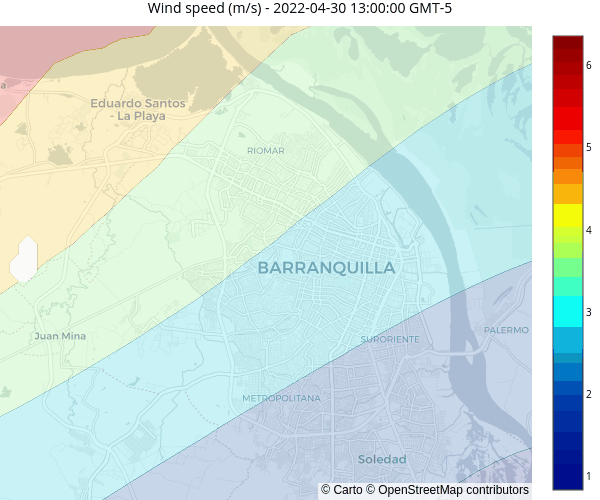 Wind speed (m/s) - 2022-04-30 13:00:00 GMT-5
6
a
Eduardo Santos
- La Playa
RIOMAR
5
4
BARRANQUILLA
3
Juan Mina
SURORIENTE
PALERMO
METROPOLITANA
2
Soledad
1
© Carto © OpenStreetMap contributors